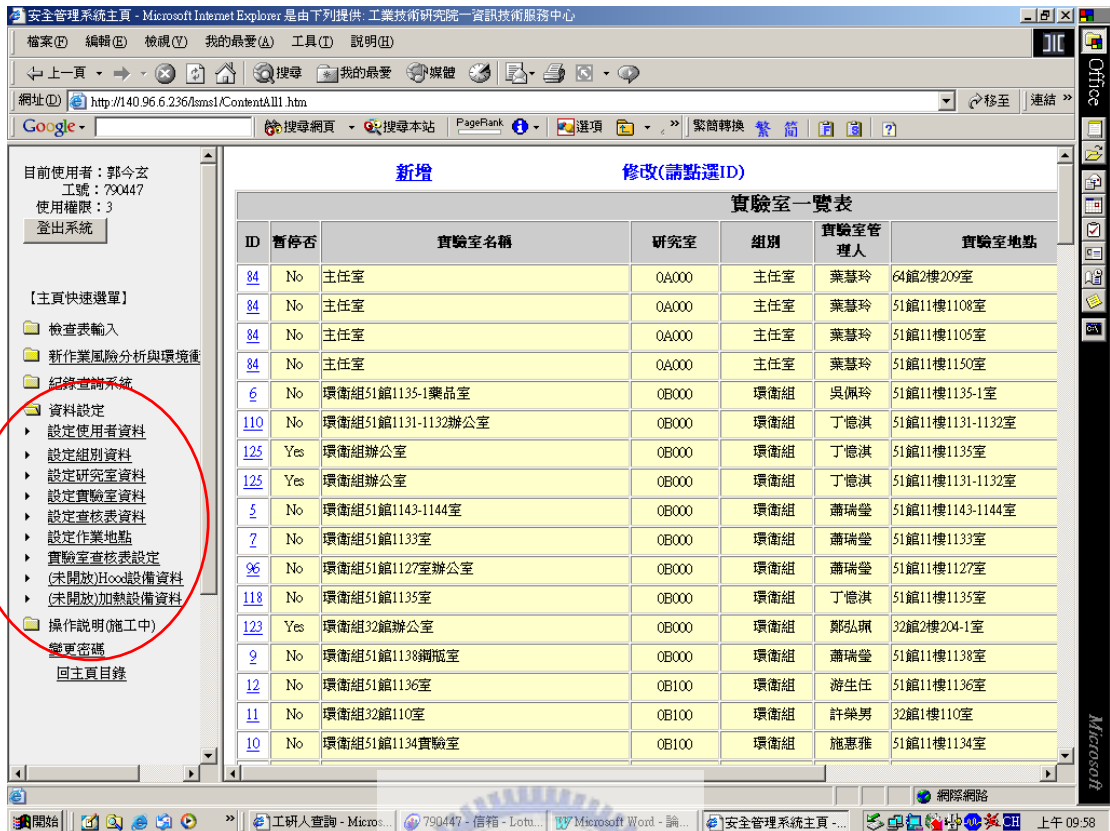 安全管理系統主頁 - Microsoft Internet Explorer 是由下列提供: 工業技術研究院－資訊技術服務中心
檔案(F) 編輯(E) 檢視(V) 我的最愛(A) 工具(T) 說明(H)
上一頁 搜尋 我的最愛 媒體
網址(D) http://140.96.6.236/lsms1/ContentAll1.htm 移至 連結 »
Google 搜尋網頁 搜尋本站 PageRank 選項 » 繁簡轉換 繁 简
Office
目前使用者：郭今玄
工號：790447
使用權限：3
登出系統
【主頁快速選單】
檢查表輸入
新作業風險分析與環境衝
紀錄查詢系統
資料設定
設定使用者資料
設定組別資料
設定研究室資料
設定實驗室資料
設定查核表資料
設定作業地點
實驗室查核表設定
(未開放)Hood設備資料
(未開放)加熱設備資料
操作說明(施工中)
變更密碼
回主頁目錄
新增 修改(請點選ID)
實驗室一覽表
ID 暫停否 實驗室名稱 研究室 組別 實驗室管理人 實驗室地點
84 No 主任室 0A000 主任室 葉慧玲 64館2樓209室
84 No 主任室 0A000 主任室 葉慧玲 51館11樓1108室
84 No 主任室 0A000 主任室 葉慧玲 51館11樓1105室
84 No 主任室 0A000 主任室 葉慧玲 51館11樓1150室
6 No 環衛組51館1135-1藥品室 0B000 環衛組 吳佩玲 51館11樓1135-1室
110 No 環衛組51館1131-1132辦公室 0B000 環衛組 丁憶淇 51館11樓1131-1132室
125 Yes 環衛組辦公室 0B000 環衛組 丁憶淇 51館11樓1135室
125 Yes 環衛組辦公室 0B000 環衛組 丁憶淇 51館11樓1131-1132室
5 No 環衛組51館1143-1144室 0B000 環衛組 蕭瑞瑩 51館11樓1143-1144室
7 No 環衛組51館1133室 0B000 環衛組 蕭瑞瑩 51館11樓1133室
96 No 環衛組51館1127室辦公室 0B000 環衛組 蕭瑞瑩 51館11樓1127室
118 No 環衛組51館1135室 0B000 環衛組 丁憶淇 51館11樓1135室
123 Yes 環衛組32館辦公室 0B000 環衛組 鄭弘珮 32館2樓204-1室
9 No 環衛組51館1138鋼瓶室 0B000 環衛組 蕭瑞瑩 51館11樓1138室
12 No 環衛組51館1136室 0B100 環衛組 游生任 51館11樓1136室
11 No 環衛組32館110室 0B100 環衛組 許榮男 32館1樓110室
10 No 環衛組51館1134實驗室 0B100 環衛組 施惠雅 51館11樓1134室
Microsoft
網際網路
開始 » 工研人查詢 - Micros... 790447 - 信箱 - Lotu... Microsoft Word - 論... 安全管理系統主頁 -... CH 上午 09:58